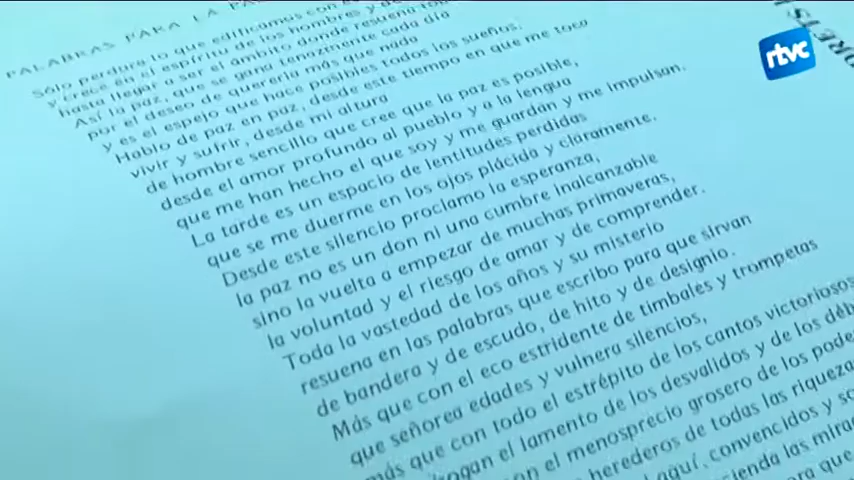 PALABRAS PARA LA
Sólo perdura lo que edificamos con
y crece en el espíritu de los hombres y
hasta llegar a ser el ámbito donde resuena
Así la paz, que se gana tenazmente cada día
por el deseo de quererla más que nada
y es el espejo que hace posibles todos los sueños.
Hablo de paz en paz, desde este tiempo en que me toca
vivir y sufrir, desde mi altura
de hombre sencillo que cree que la paz es posible,
desde el amor profundo al pueblo y a la lengua
que me han hecho el que soy y me guardan y me impulsan.
La tarde es un espacio de lentitudes perdidas
que se me duerme en los ojos plácida y cláramente.
Desde este silencio proclamo la esperanza,
la paz no es un don ni una cumbre inalcanzable
sino la vuelta a empezar de muchas primaveras,
la voluntad y el riesgo de amar y de comprender.
Toda la vastedad de los años y su misterio
resuena en las palabras que escribo para que sirvan
de bandera y de escudo, de hito y de designio.
Más que con el eco estridente de timbales y trompetas
que señorea edades y vulnera silencios,
más que con todo el estrépito de los cantos victoriosos
el lamento de los desvalidos y de los
el menosprecio grosero de los
herederos de todas las
aquí, convencidos y
las
que
rtvc